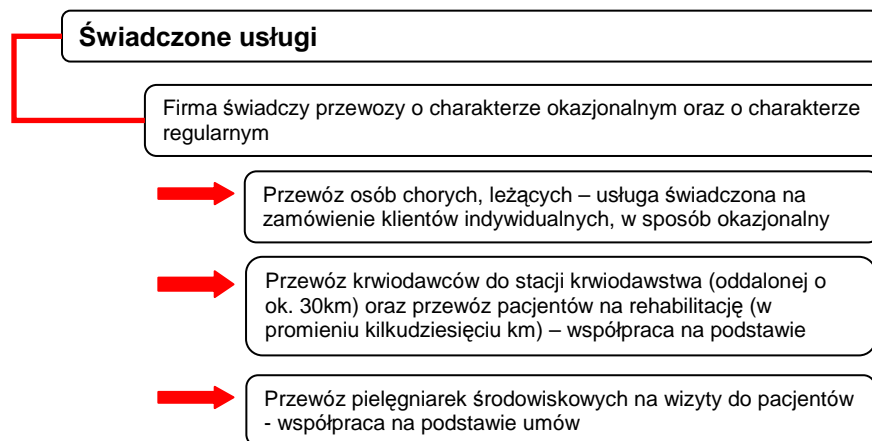 Świadczone usługi
Firma świadczy przewozy o charakterze okazjonalnym oraz o charakterze
regularnym
Przewóz osób chorych, leżących – usługa świadczona na
zamówienie klientów indywidualnych, w sposób okazjonalny
Przewóz krwiodawców do stacji krwiodawstwa (oddalonej o
ok. 30km) oraz przewóz pacjentów na rehabilitację (w
promieniu kilkudziesięciu km) – współpraca na podstawie
Przewóz pielęgniarek środowiskowych na wizyty do pacjentów
- współpraca na podstawie umów